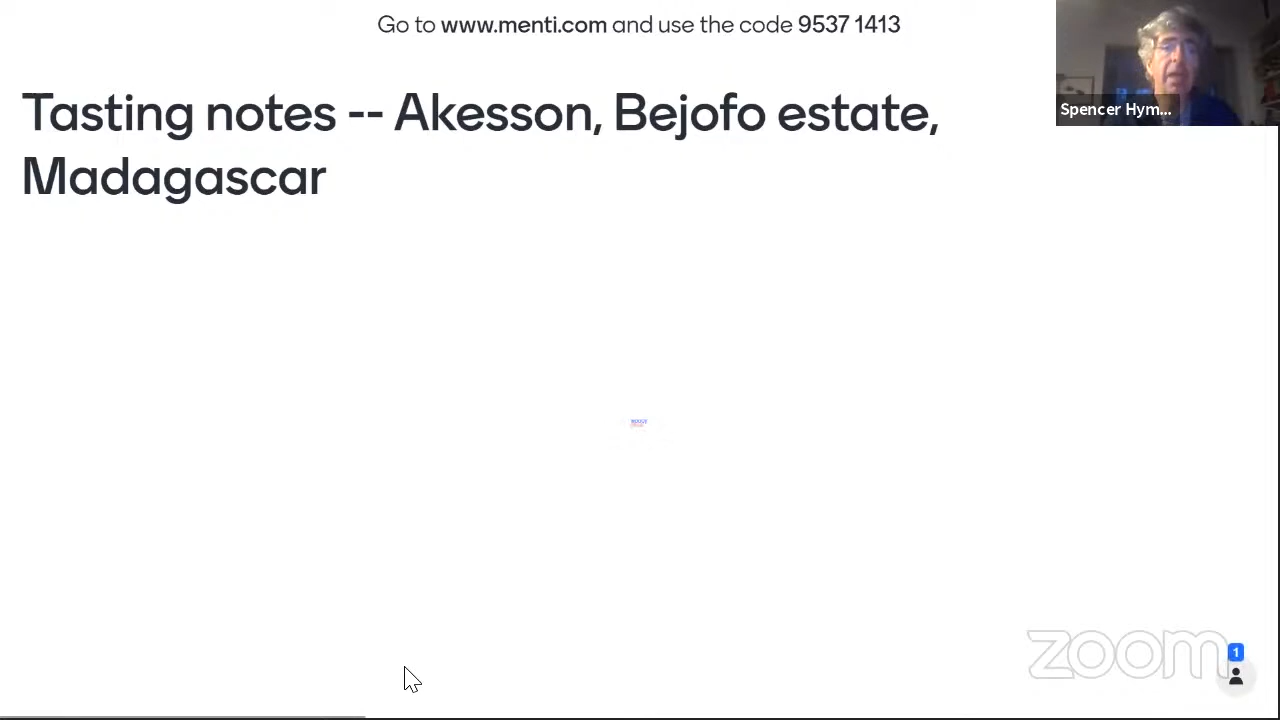 Go to www.menti.com and use the code 9537 1413
Spencer Hym...
Tasting notes -- Akesson, Bejofo estate,
Madagascar
zoom
1